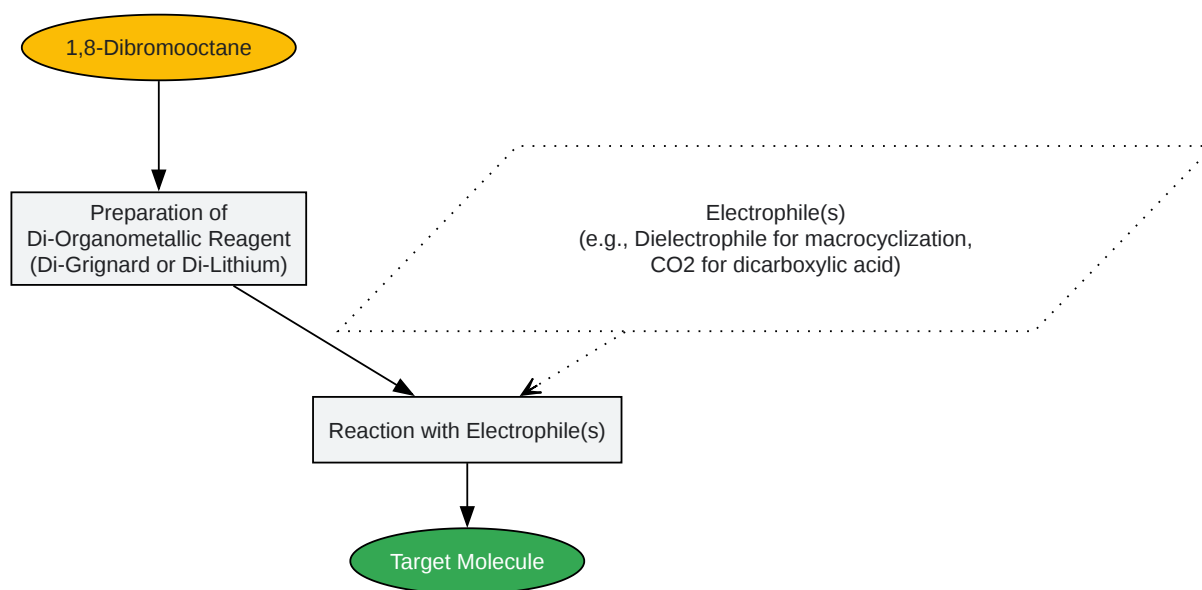 1,8-Dibromooctane
Preparation of
Di-Organometallic Reagent
(Di-Grignard or Di-Lithium)
Electrophile(s)
(e.g., Dielectrophile for macrocyclization,
CO2 for dicarboxylic acid)
Reaction with Electrophile(s)
Target Molecule